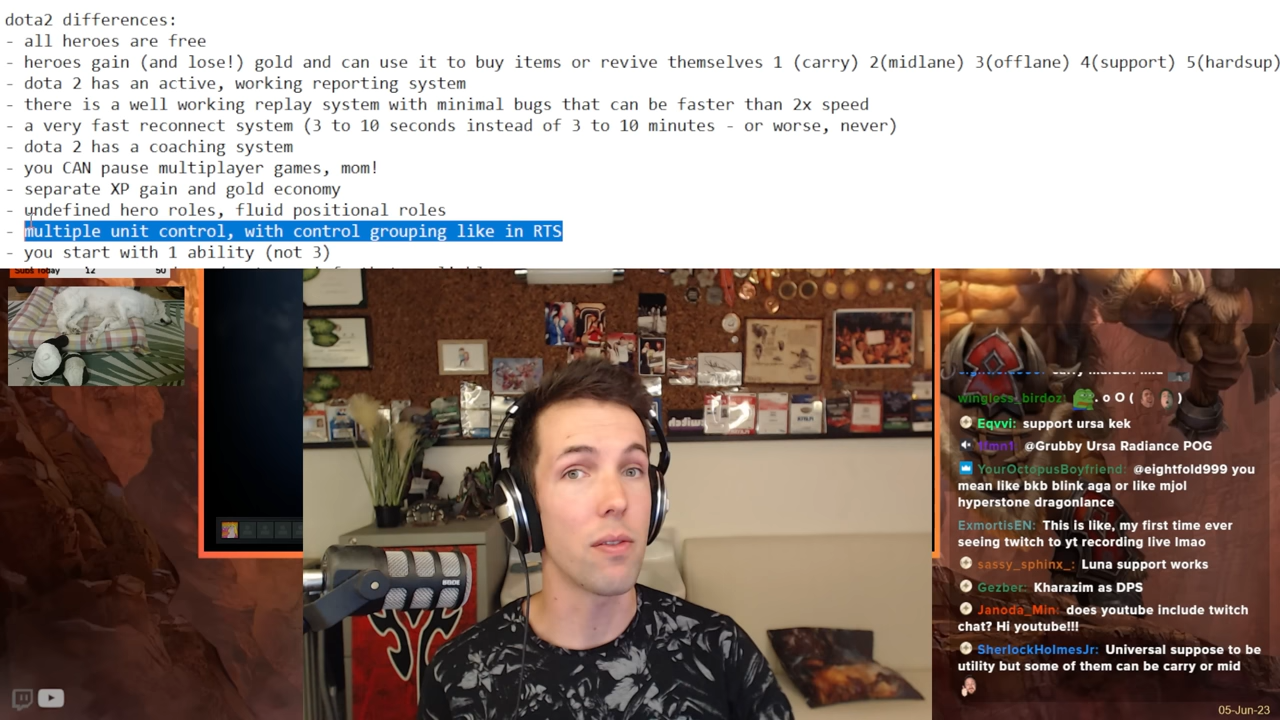 dota2 differences:
- all heroes are free
- heroes gain (and lose!) gold and can use it to buy items or revive themselves 1 (carry) 2(midlane) 3(offlane) 4(support) 5(hardsup)
- dota 2 has an active, working reporting system
- there is a well working replay system with minimal bugs that can be faster than 2x speed
- a very fast reconnect system (3 to 10 seconds instead of 3 to 10 minutes - or worse, never)
- dota 2 has a coaching system
- you CAN pause multiplayer games, mom!
- separate XP gain and gold economy
- undefined hero roles, fluid positional roles
- multiple unit control, with control grouping like in RTS
- you start with 1 ability (not 3)
Subs Today 12 50
wingless_birdoz: . o O ( )
Eqvvi: support ursa kek
@Grubby Ursa Radiance POG
YourOctopusBoyfriend: @eightfold999 you
mean like bkb blink aga or like mjol
hyperstone dragonlance
ExmortisEN: This is like, my first time ever
seeing twitch to yt recording live lmao
sassy_sphinx_: Luna support works
Gezber: Kharazim as DPS
Janoda_Min: does youtube include twitch
chat? Hi youtube!!!
SherlockHolmesJr: Universal suppose to be
utility but some of them can be carry or mid
RØDE
05-Jun-23